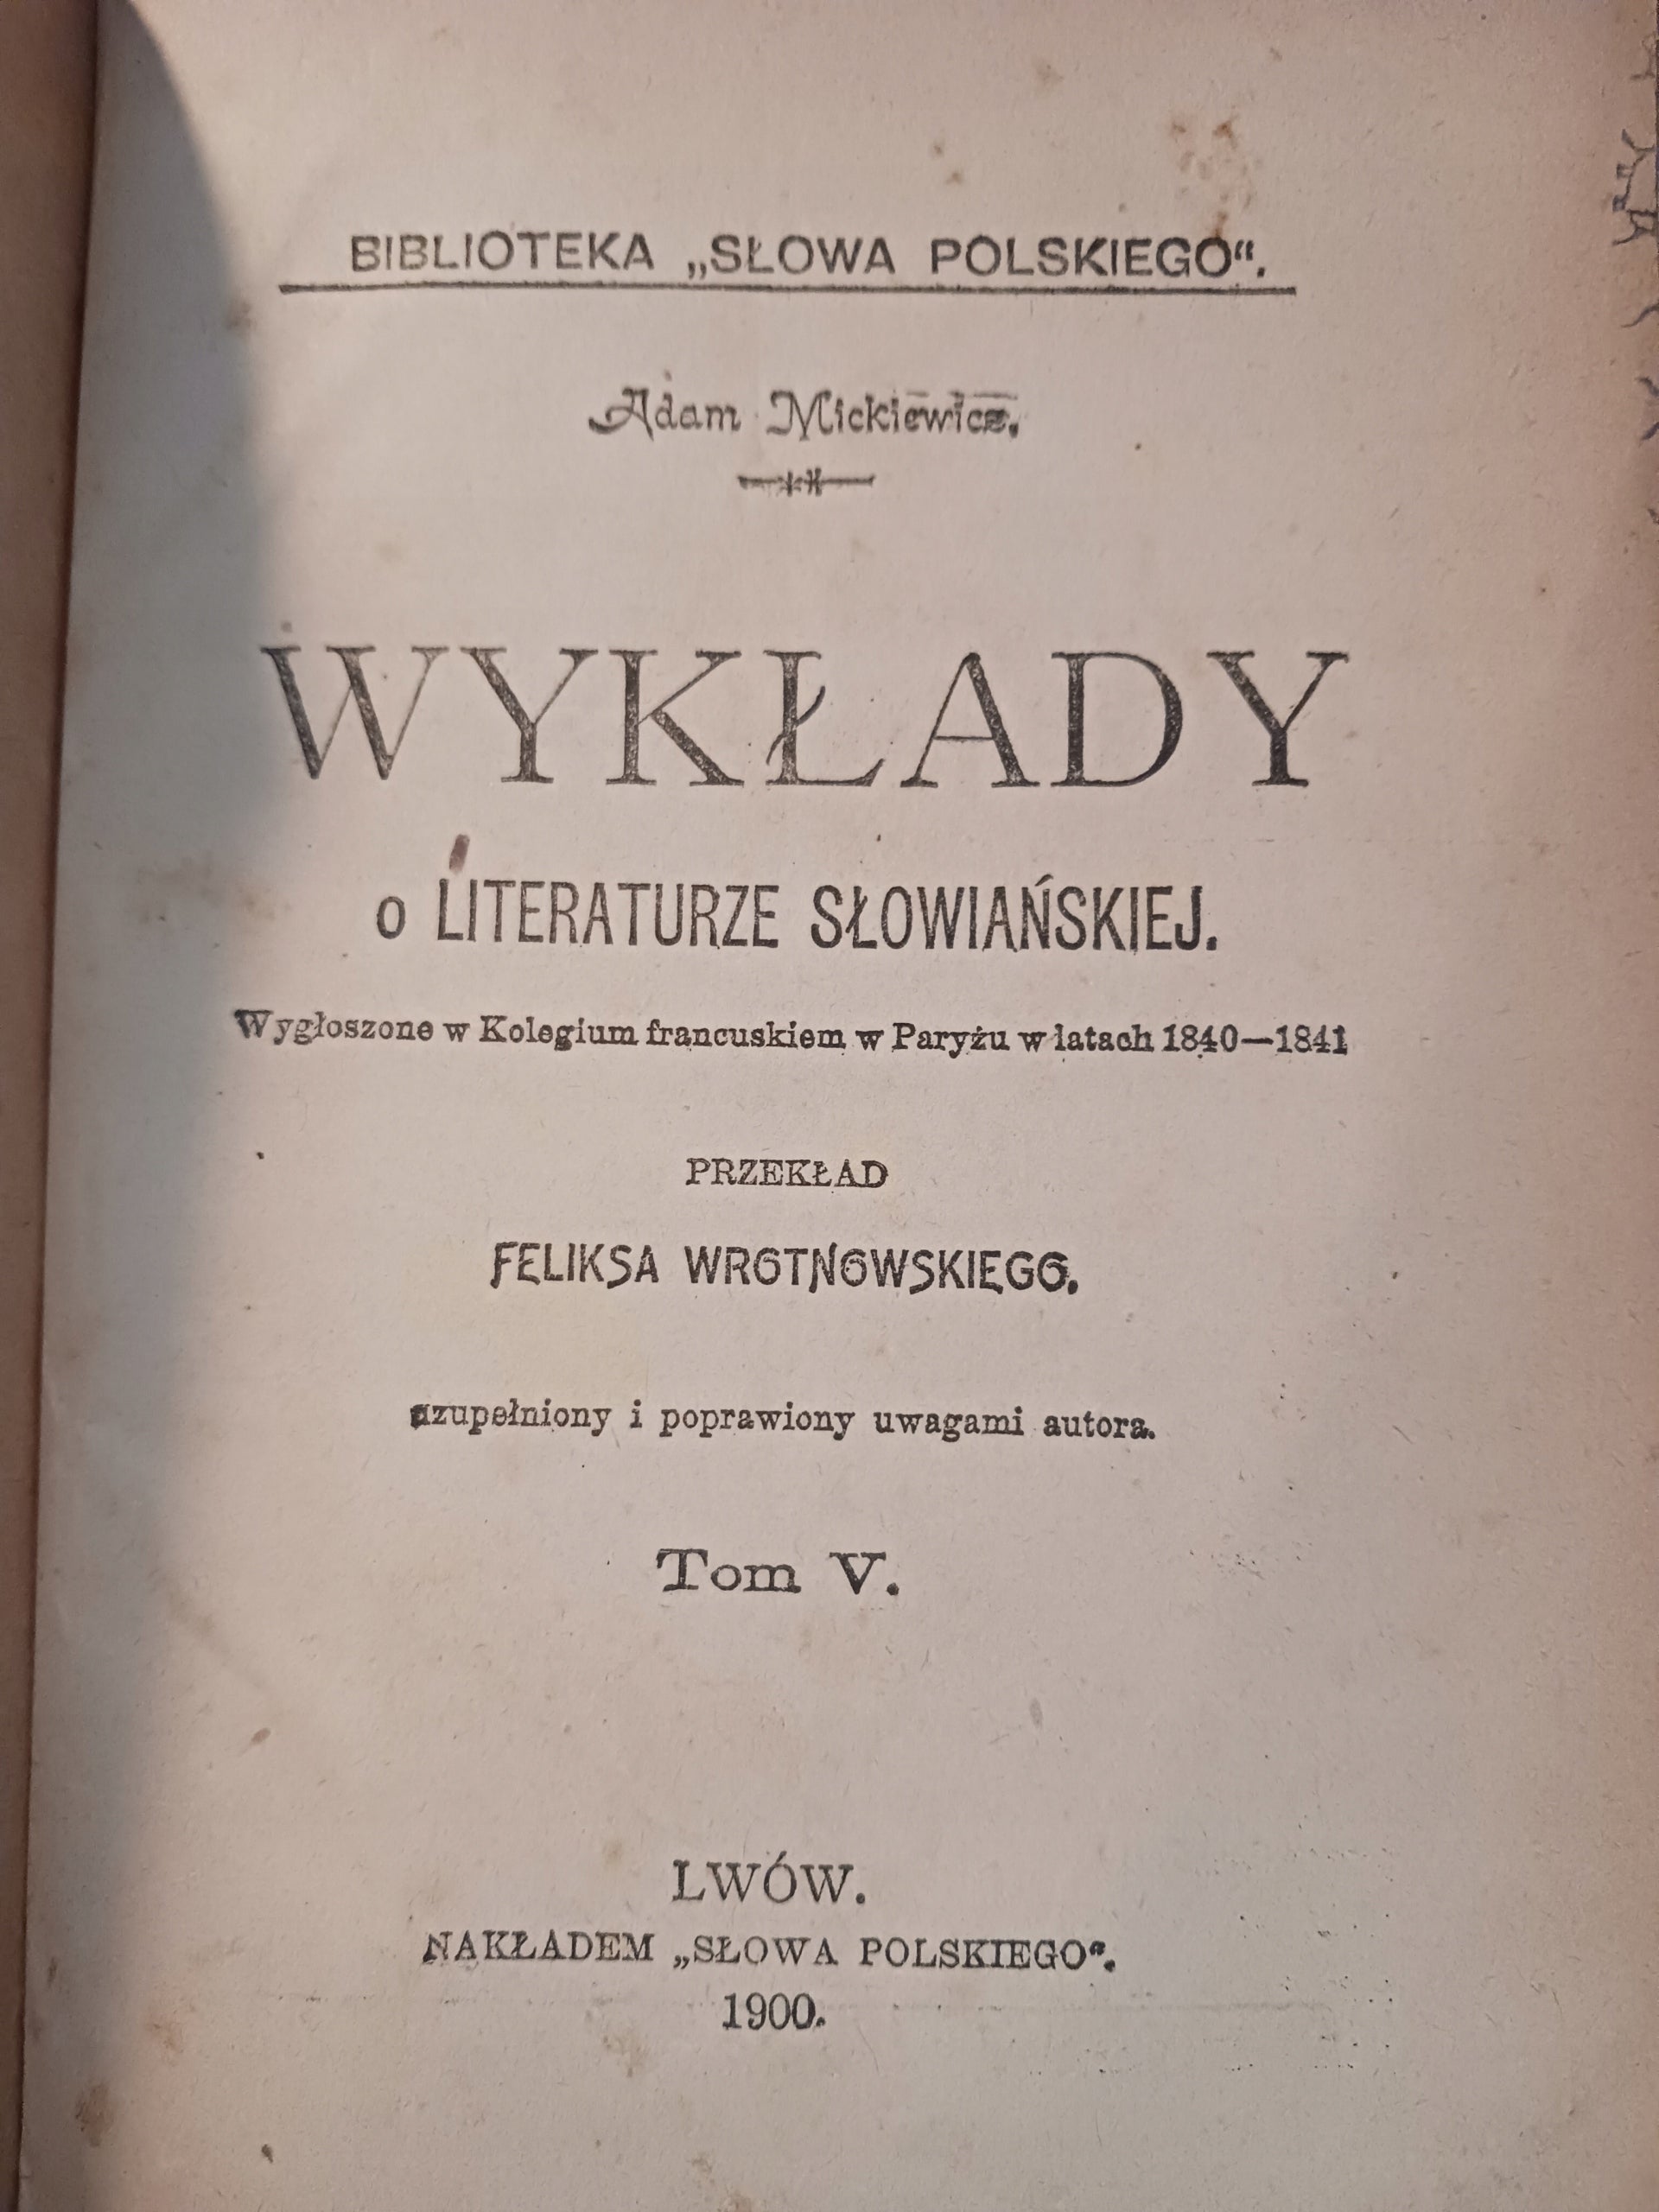 BIBLIOTEKA „SŁOWA POLSKIEGO“.
Adam Mickiewicz.
WYKŁADY
o LITERATURZE SŁOWIAŃSKIEJ.
Wygłoszone w Kolegium francuskiem w Paryżu w latach 1840—1841
PRZEKŁAD
FELIKSA WROTNOWSKIEGO.
uzupełniony i poprawiony uwagami autora.
Tom V.
LWÓW.
NAKŁADEM „SŁOWA POLSKIEGO“.
1900.